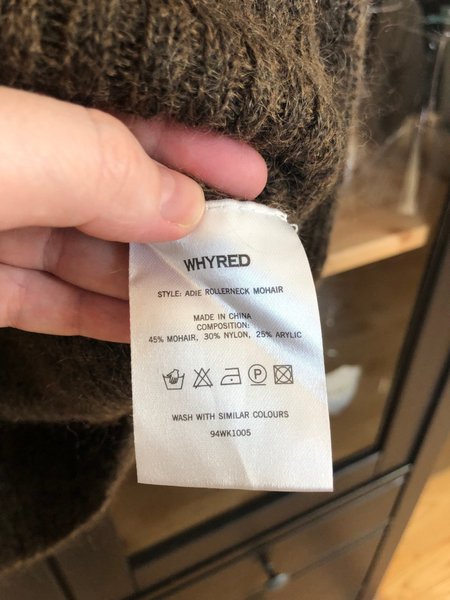 WHYRED
STYLE: ADIE ROLLERNECK MOHAIR
MADE IN CHINA
COMPOSITION:
45% MOHAIR, 30% NYLON, 25% ARYLIC
P
WASH WITH SIMILAR COLOURS
94WK1005